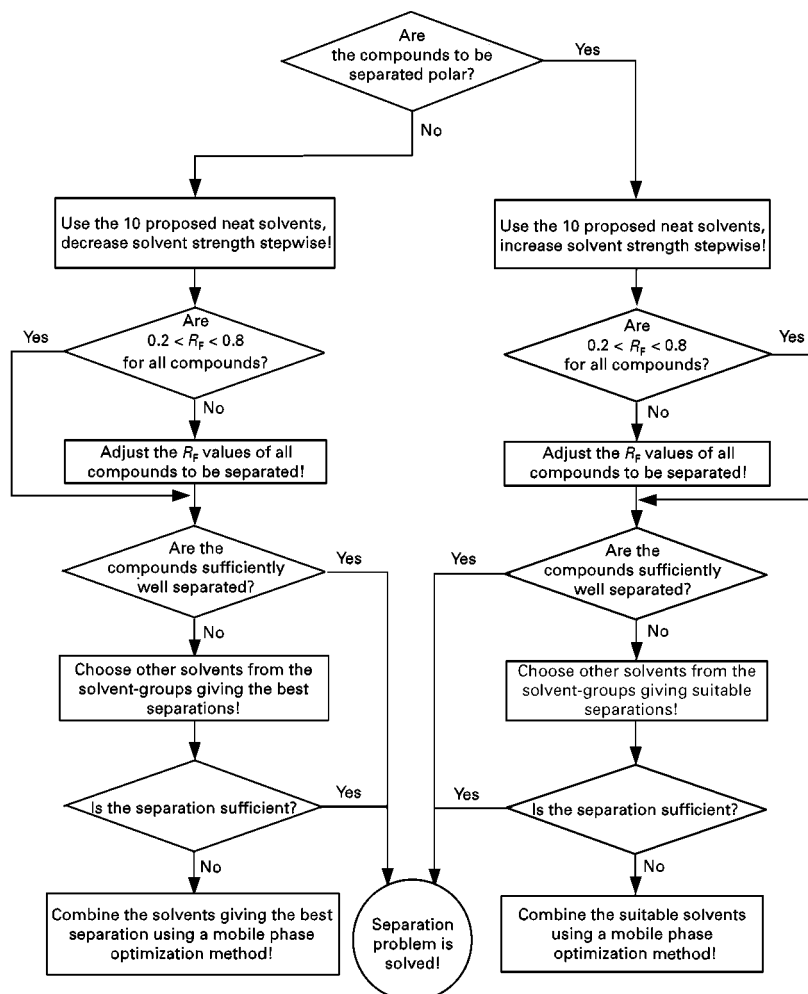 Are
the compounds to be
separated polar?
Yes
No
Use the 10 proposed neat solvents,
decrease solvent strength stepwise!
Use the 10 proposed neat solvents,
increase solvent strength stepwise!
Yes
Are
0.2 < RF < 0.8
for all compounds?
No
Are
0.2 < RF < 0.8
for all compounds?
Yes
No
Adjust the RF values of all
compounds to be separated!
Adjust the RF values of all
compounds to be separated!
Are the
compounds sufficiently
well separated?
Yes
No
Yes
Are the
compounds sufficiently
well separated?
No
Choose other solvents from the
solvent-groups giving the best
separations!
Choose other solvents from the
solvent-groups giving suitable
separations!
Is the separation sufficient?
Yes
No
Yes
Is the separation sufficient?
No
Combine the solvents giving the best
separation using a mobile phase
optimization method!
Separation
problem is
solved!
Combine the suitable solvents
using a mobile phase
optimization method!